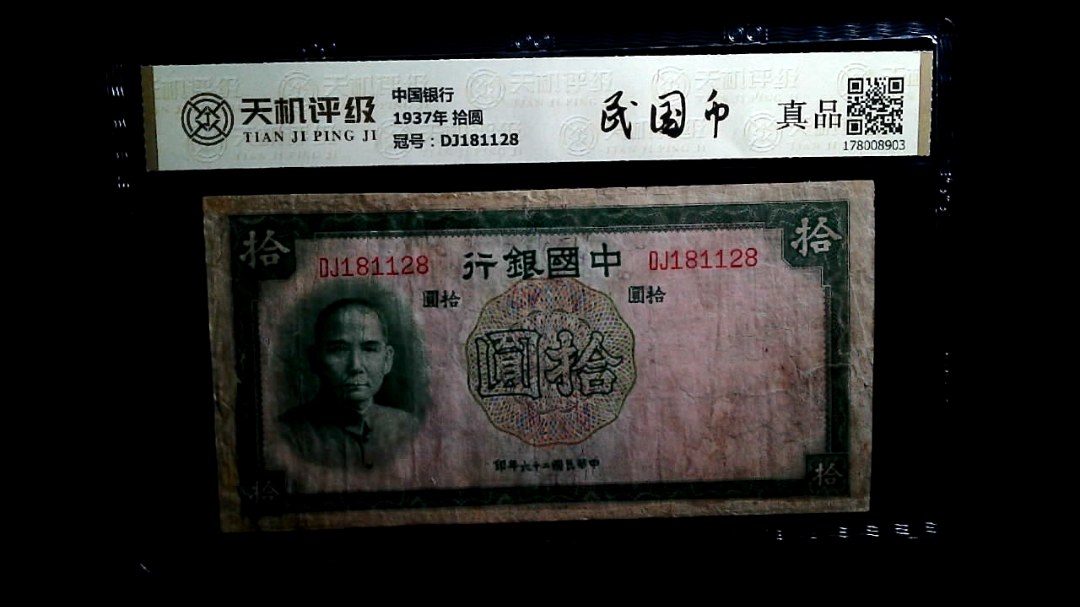 天机评级
TIAN JI PING JI
中国银行
1937年 拾圆
冠号：DJ181128
民国币
真品
178008903
拾
拾
DJ181128
行銀國中
DJ181128
圓拾
圓拾
圓拾
印年六十二國民華中
拾
拾